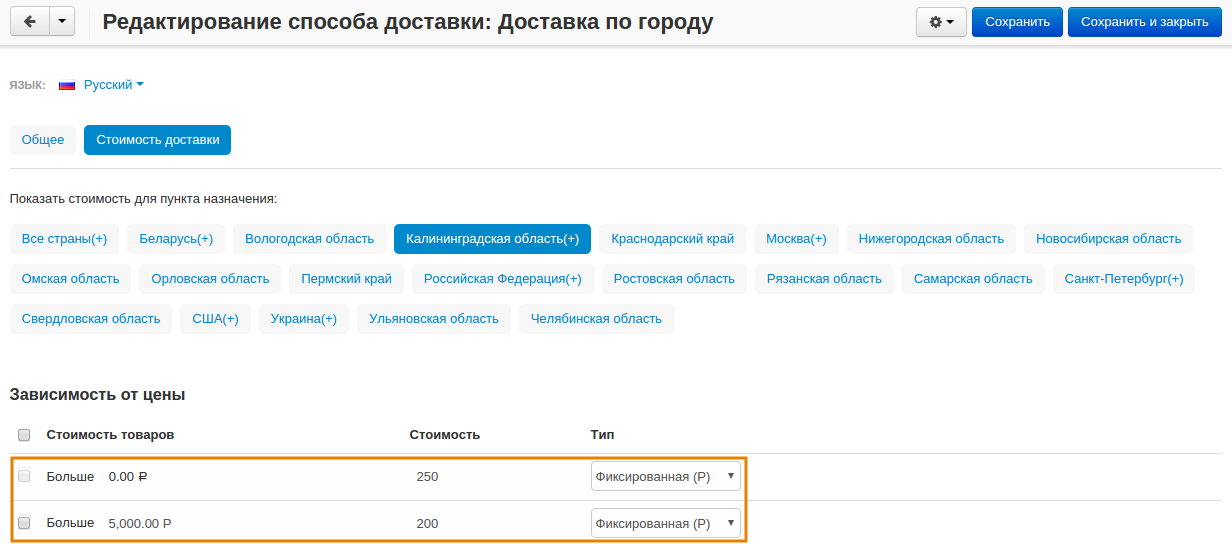 Редактирование способа доставки: Доставка по городу
Сохранить
Сохранить и закрыть
ЯЗЫК: Русский
Общее
Стоимость доставки
Показать стоимость для пункта назначения:
Все страны(+) Беларусь(+) Вологодская область Калининградская область(+) Краснодарский край Москва(+) Нижегородская область Новосибирская область
Омская область Орловская область Пермский край Российская Федерация(+) Ростовская область Рязанская область Самарская область Санкт-Петербург(+)
Свердловская область США(+) Украина(+) Ульяновская область Челябинская область
Зависимость от цены
Стоимость товаров Стоимость Тип
Больше 0.00 ₽ 250 Фиксированная (Р)
Больше 5,000.00 Р 200 Фиксированная (Р)